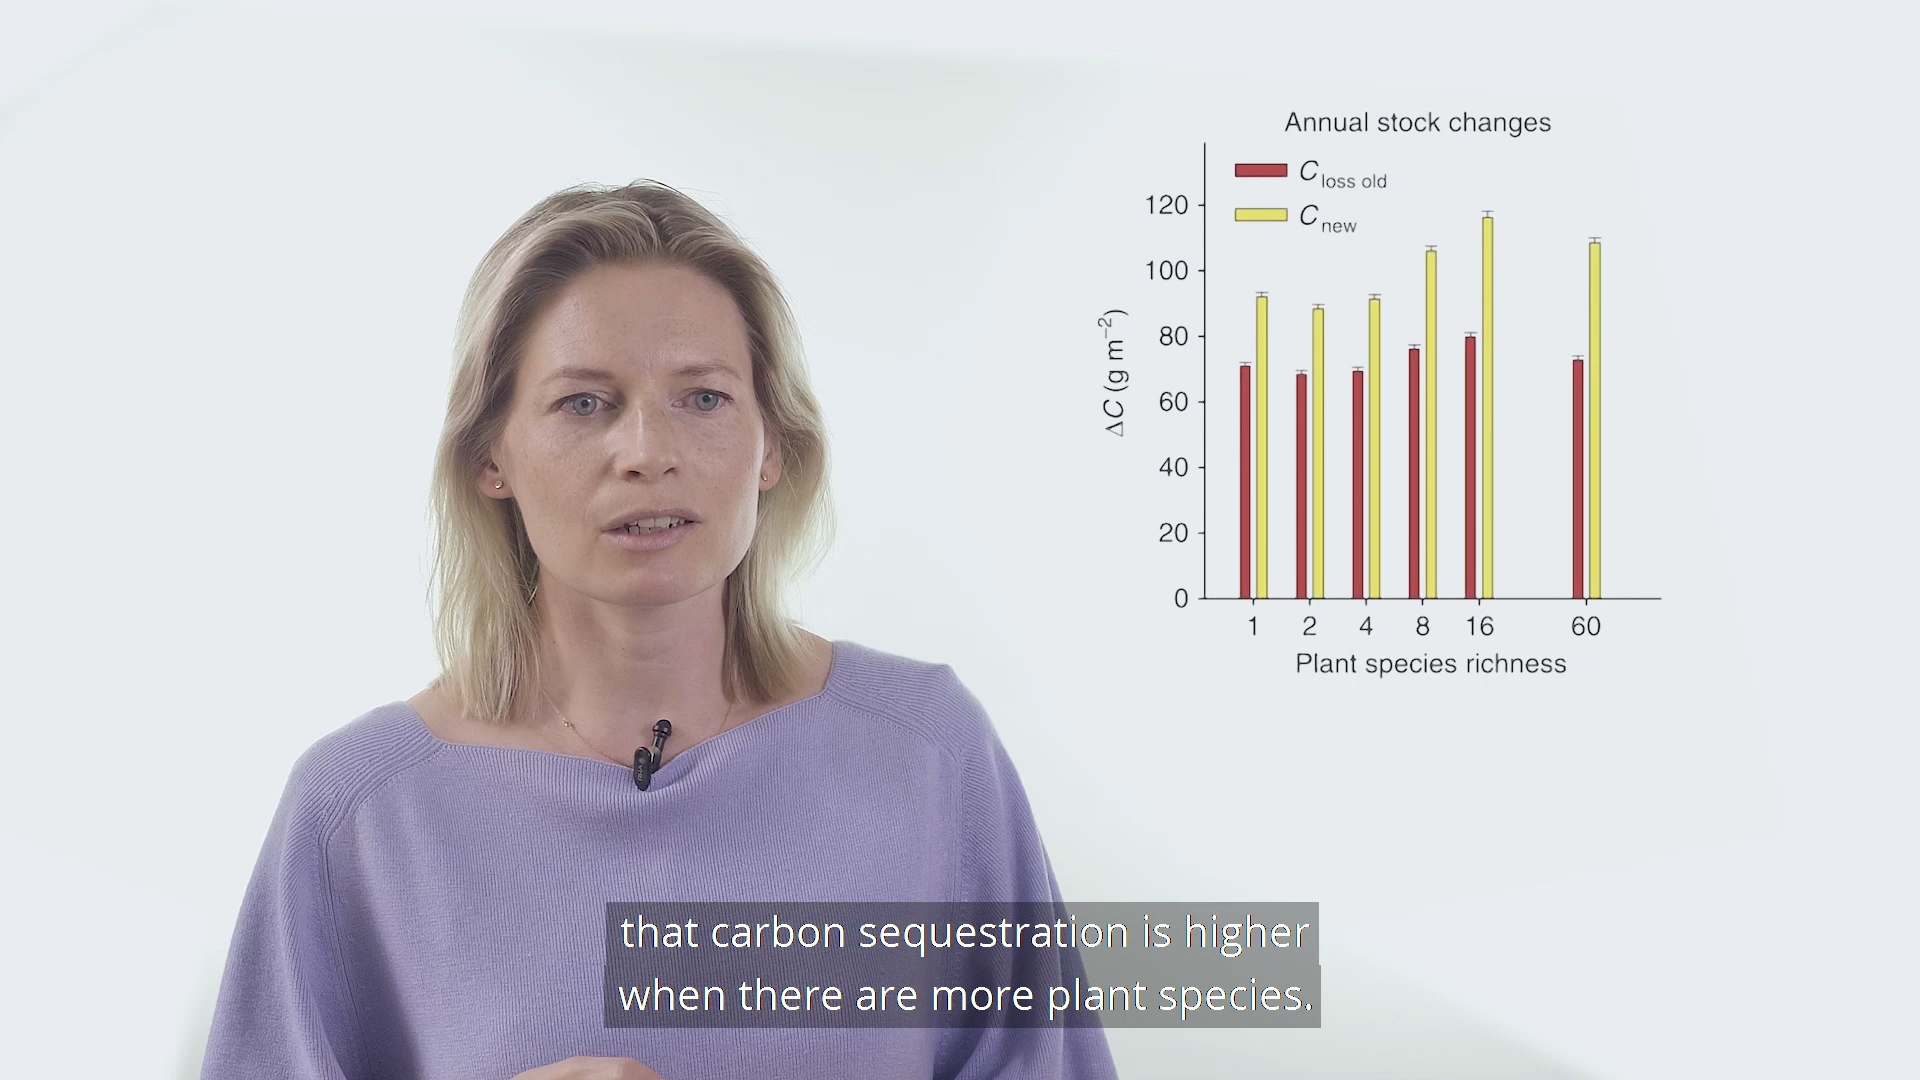 Annual stock changes
C loss old
C new
120
100
80
60
40
20
0
ΔC (g m⁻²)
1 2 4 8 16 60
Plant species richness
that carbon sequestration is higher
when there are more plant species.